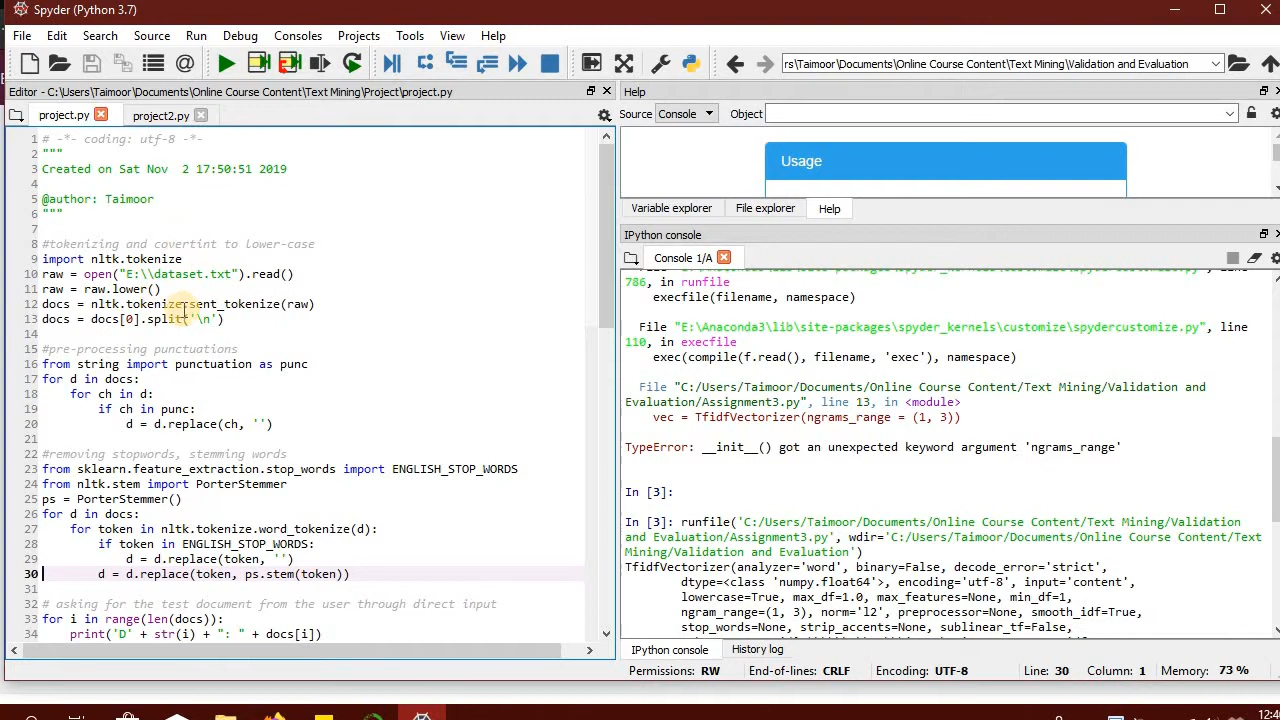 Spyder (Python 3.7)
File Edit Search Source Run Debug Consoles Projects Tools View Help
rs\Taimoor\Documents\Online Course Content\Text Mining\Validation and Evaluation
Editor - C:\Users\Taimoor\Documents\Online Course Content\Text Mining\Project\project.py
project.py project2.py
1 # -*- coding: utf-8 -*-
2 """
3 Created on Sat Nov  2 17:50:51 2019
4
5 @author: Taimoor
6 """
7
8 #tokenizing and covertint to lower-case
9 import nltk.tokenize
10 raw = open("E:\\dataset.txt").read()
11 raw = raw.lower()
12 docs = nltk.tokenize.sent_tokenize(raw)
13 docs = docs[0].split('\n')
14
15 #pre-processing punctuations
16 from string import punctuation as punc
17 for d in docs:
18     for ch in d:
19         if ch in punc:
20             d = d.replace(ch, '')
21
22 #removing stopwords, stemming words
23 from sklearn.feature_extraction.stop_words import ENGLISH_STOP_WORDS
24 from nltk.stem import PorterStemmer
25 ps = PorterStemmer()
26 for d in docs:
27     for token in nltk.tokenize.word_tokenize(d):
28         if token in ENGLISH_STOP_WORDS:
29             d = d.replace(token, '')
30         d = d.replace(token, ps.stem(token))
31
32 # asking for the test document from the user through direct input
33 for i in range(len(docs)):
34     print('D' + str(i) + ": " + docs[i])
Help
Source Console Object
Usage
Variable explorer File explorer Help
IPython console
Console 1/A
786, in runfile
execfile(filename, namespace)
File "E:\Anaconda3\lib\site-packages\spyder_kernels\customize\spydercustomize.py", line
110, in execfile
exec(compile(f.read(), filename, 'exec'), namespace)
File "C:/Users/Taimoor/Documents/Online Course Content/Text Mining/Validation and
Evaluation/Assignment3.py", line 13, in <module>
vec = TfidfVectorizer(ngrams_range = (1, 3))
TypeError: __init__() got an unexpected keyword argument 'ngrams_range'
In [3]:
In [3]: runfile('C:/Users/Taimoor/Documents/Online Course Content/Text Mining/Validation
and Evaluation/Assignment3.py', wdir='C:/Users/Taimoor/Documents/Online Course Content/Text
Mining/Validation and Evaluation')
TfidfVectorizer(analyzer='word', binary=False, decode_error='strict',
dtype=<class 'numpy.float64'>, encoding='utf-8', input='content',
lowercase=True, max_df=1.0, max_features=None, min_df=1,
ngram_range=(1, 3), norm='l2', preprocessor=None, smooth_idf=True,
stop_words=None, strip_accents=None, sublinear_tf=False,
IPython console History log
Permissions: RW End-of-lines: CRLF Encoding: UTF-8 Line: 30 Column: 1 Memory: 73 %